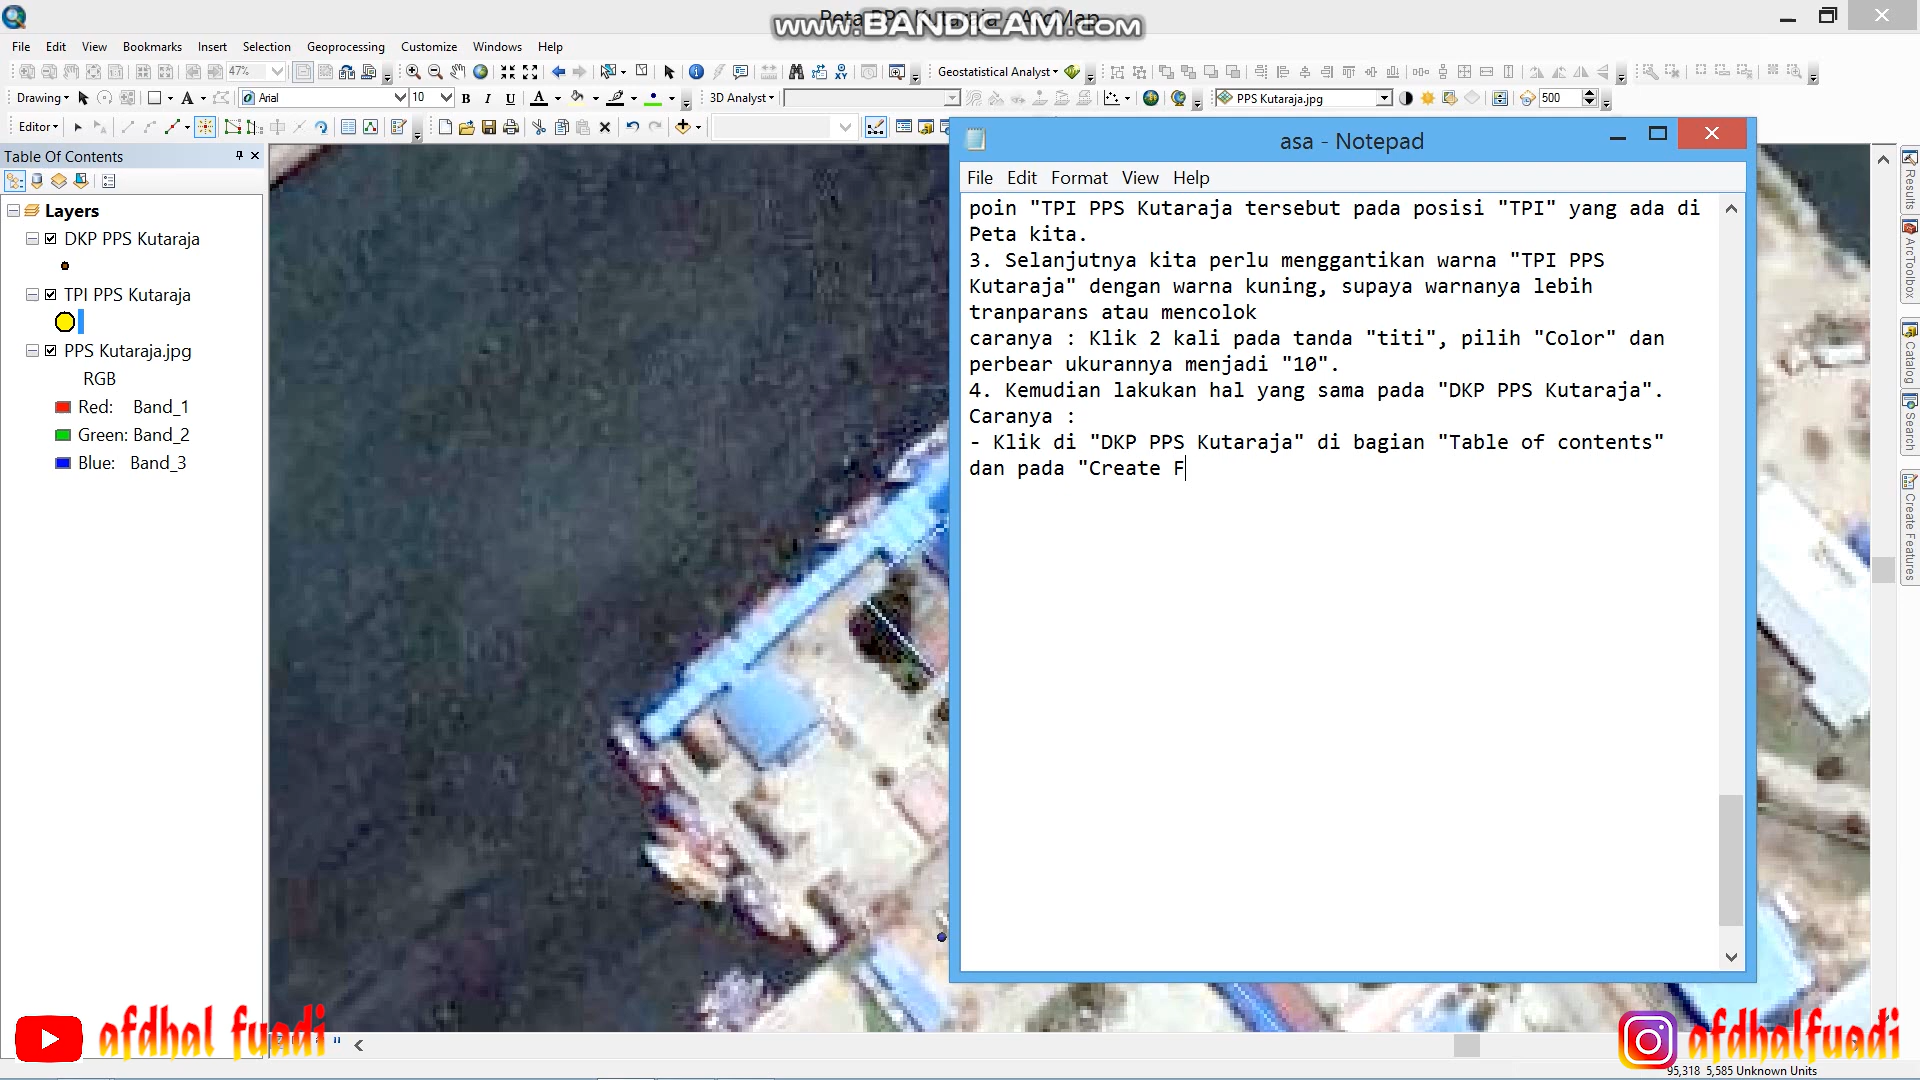 Peta PPS Kutaraja - ArcMap
www.BANDICAM.com
File Edit View Bookmarks Insert Selection Geoprocessing Customize Windows Help
47%
Geostatistical Analyst
Drawing
A
Arial
10
B I U A
3D Analyst
PPS Kutaraja.jpg
500
Editor
Table Of Contents
Layers
DKP PPS Kutaraja
TPI PPS Kutaraja
PPS Kutaraja.jpg
RGB
Red: Band_1
Green: Band_2
Blue: Band_3
asa - Notepad
File Edit Format View Help
poin "TPI PPS Kutaraja tersebut pada posisi "TPI" yang ada di
Peta kita.
3. Selanjutnya kita perlu menggantikan warna "TPI PPS
Kutaraja" dengan warna kuning, supaya warnanya lebih
tranparans atau mencolok
caranya : Klik 2 kali pada tanda "titi", pilih "Color" dan
perbear ukurannya menjadi "10".
4. Kemudian lakukan hal yang sama pada "DKP PPS Kutaraja".
Caranya :
- Klik di "DKP PPS Kutaraja" di bagian "Table of contents"
dan pada "Create F
Results
ArcToolbox
Catalog
Search
Create Features
afdhal fuadi
afdhalfuadi
95,318 5,585 Unknown Units